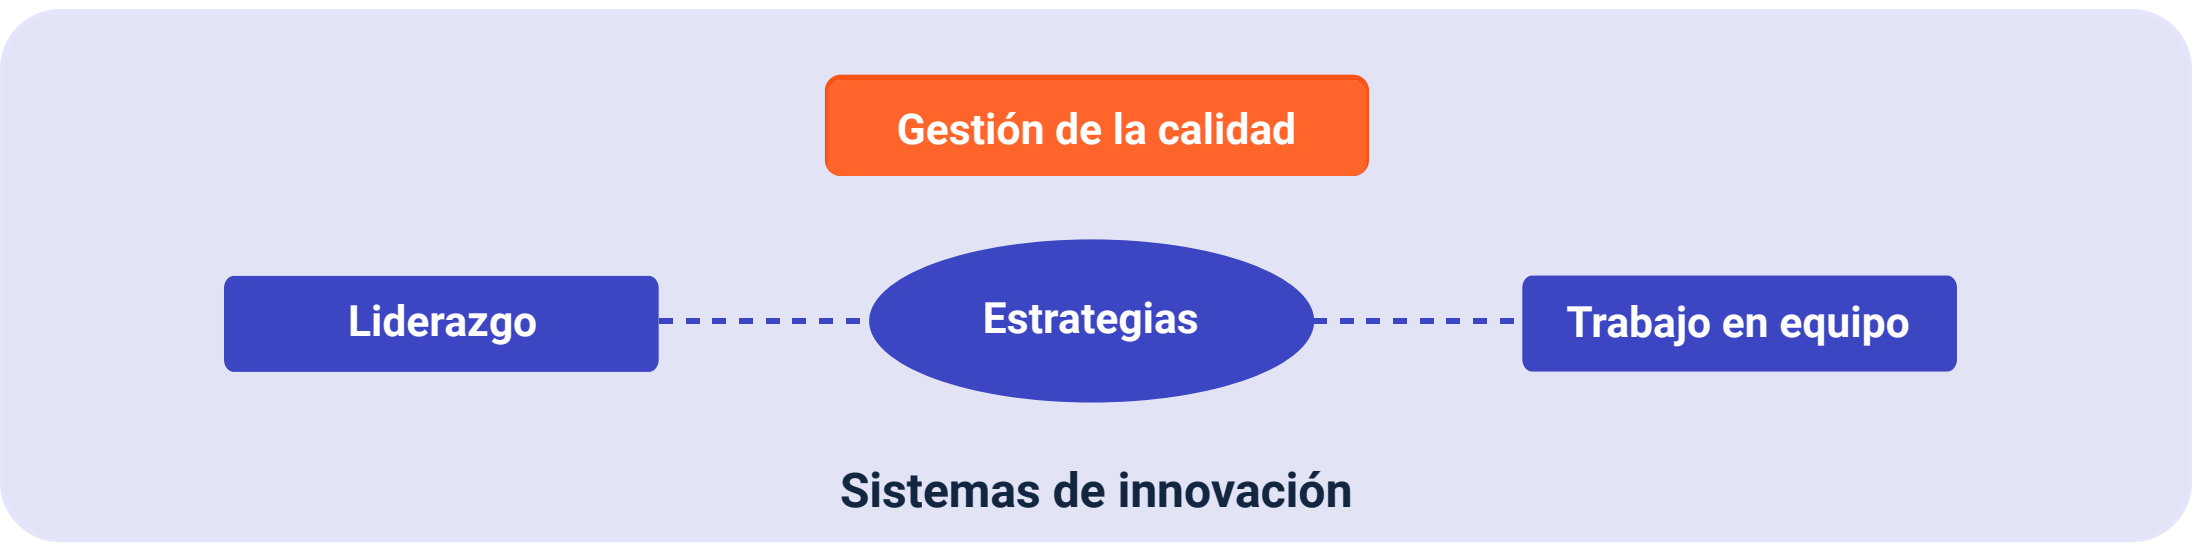 Gestión de la calidad
Liderazgo
Estrategias
Trabajo en equipo
Sistemas de innovación